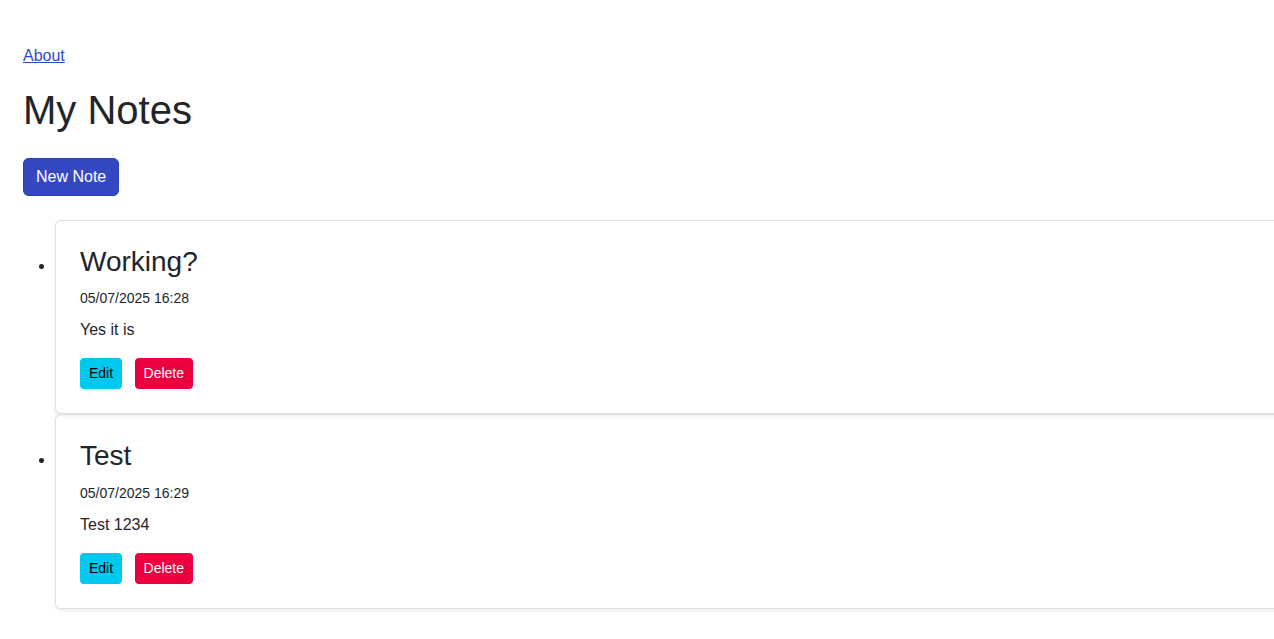 About
My Notes
New Note
Working?
05/07/2025 16:28
Yes it is
Edit Delete
Test
05/07/2025 16:29
Test 1234
Edit Delete